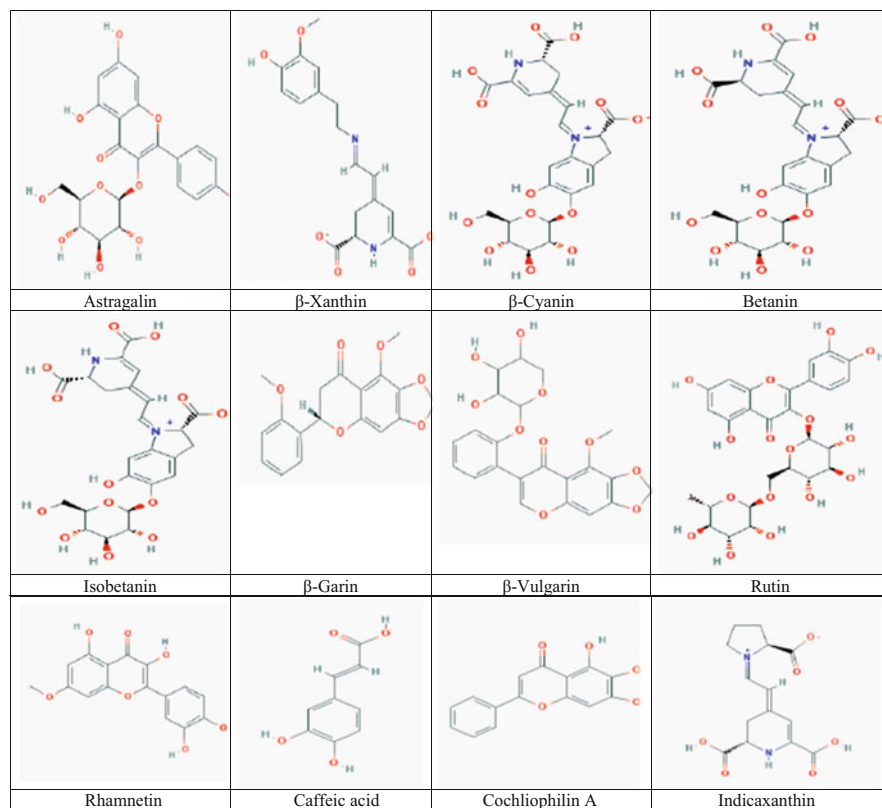 Astragalin
β-Xanthin
β-Cyanin
Betanin
Isobetanin
β-Garin
β-Vulgarin
Rutin
Rhamnetin
Caffeic acid
Cochliophilin A
Indicaxanthin